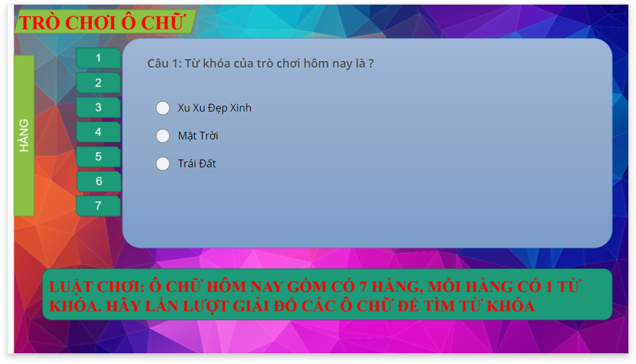 TRÒ CHƠI Ô CHỮ
HÀNG
1
2
3
4
5
6
7
Câu 1: Từ khóa của trò chơi hôm nay là ?
Xu Xu Đẹp Xinh
Mặt Trời
Trái Đất
LUẬT CHƠI: Ô CHỮ HÔM NAY GỒM CÓ 7 HÀNG, MỖI HÀNG CÓ 1 TỪ
KHÓA. HÃY LẦN LƯỢT GIẢI ĐỐ CÁC Ô CHỮ ĐỂ TÌM TỪ KHÓA